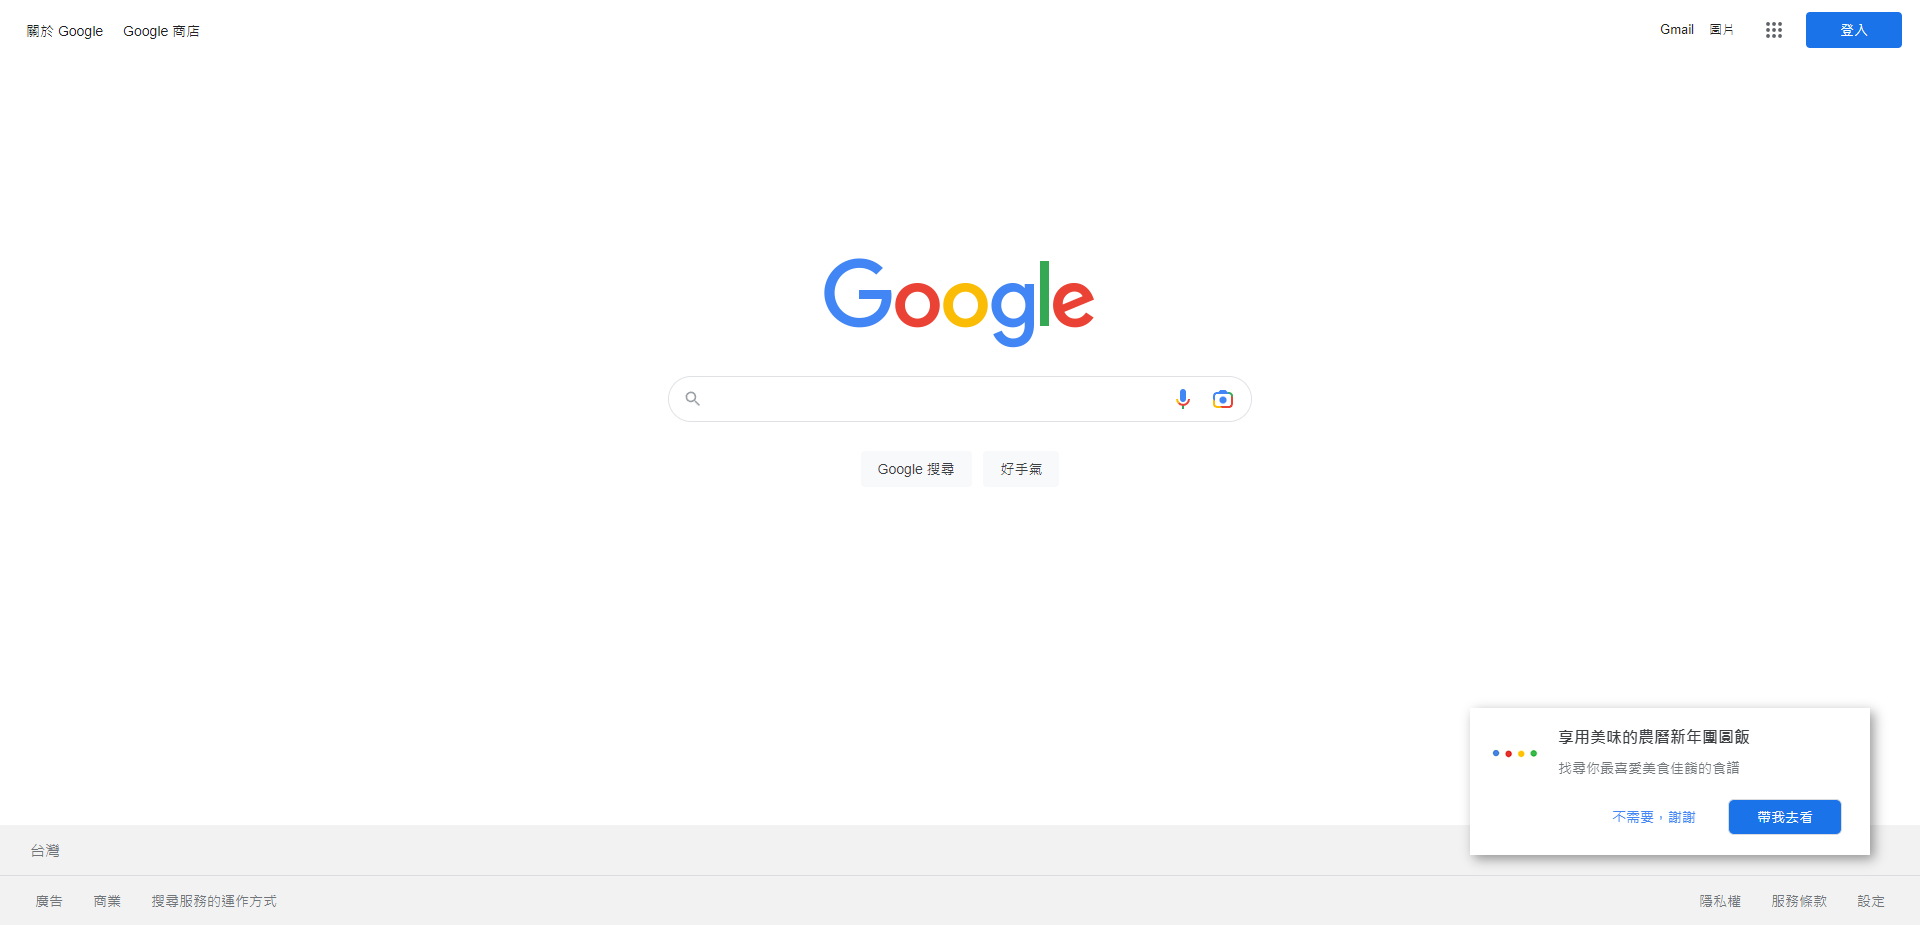 關於 Google Google 商店 Gmail 圖片 登入
Google
Google 搜尋 好手氣
享用美味的農曆新年團圓飯
找尋你最喜愛美食佳餚的食譜
不需要，謝謝 帶我去看
台灣
廣告 商業 搜尋服務的運作方式 隱私權 服務條款 設定